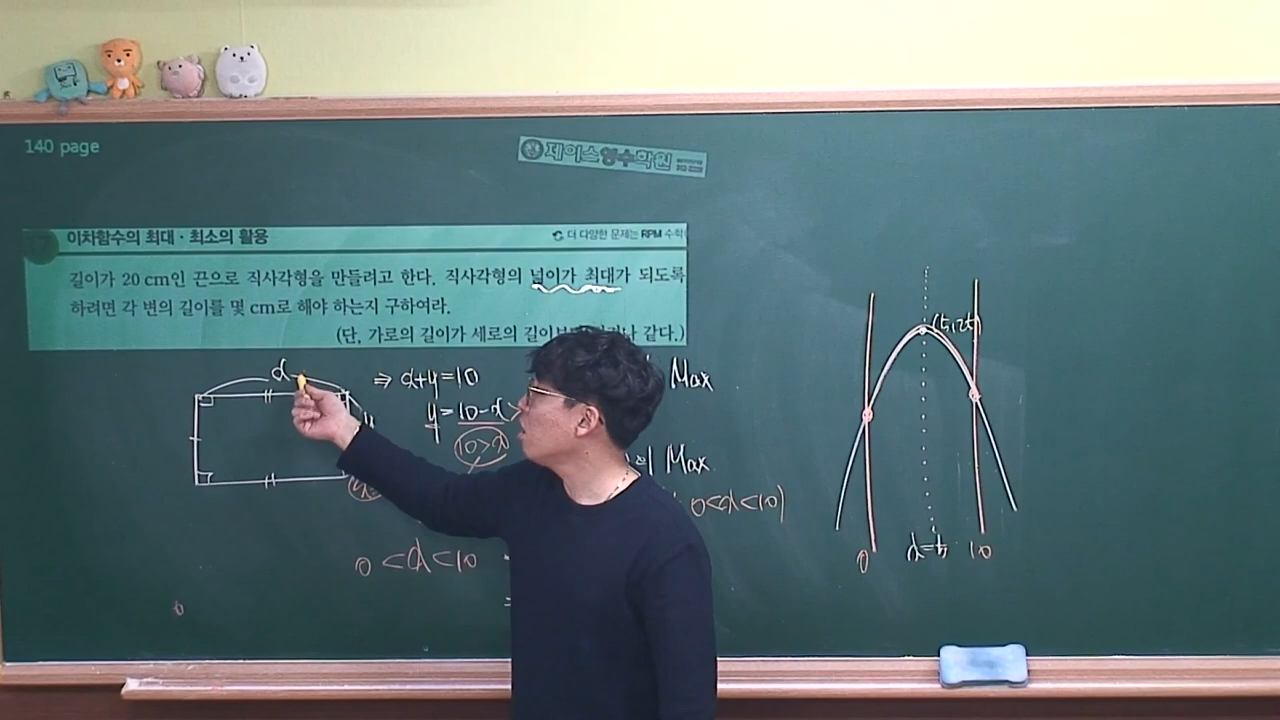 140 page
제이스영수학원
이차함수의 최대 · 최소의 활용
더 다양한 문제는 RPM 수학
길이가 20 cm인 끈으로 직사각형을 만들려고 한다. 직사각형의 넓이가 최대가 되도록
하려면 각 변의 길이를 몇 cm로 해야 하는지 구하여라.
(단, 가로의 길이가 세로의 길이보다 같다.)
x
⇒ x+y=10
y=10-x>
10>x
0<x<10
Max
Max
0<x<10)
(5, 25)
0
x=5
10